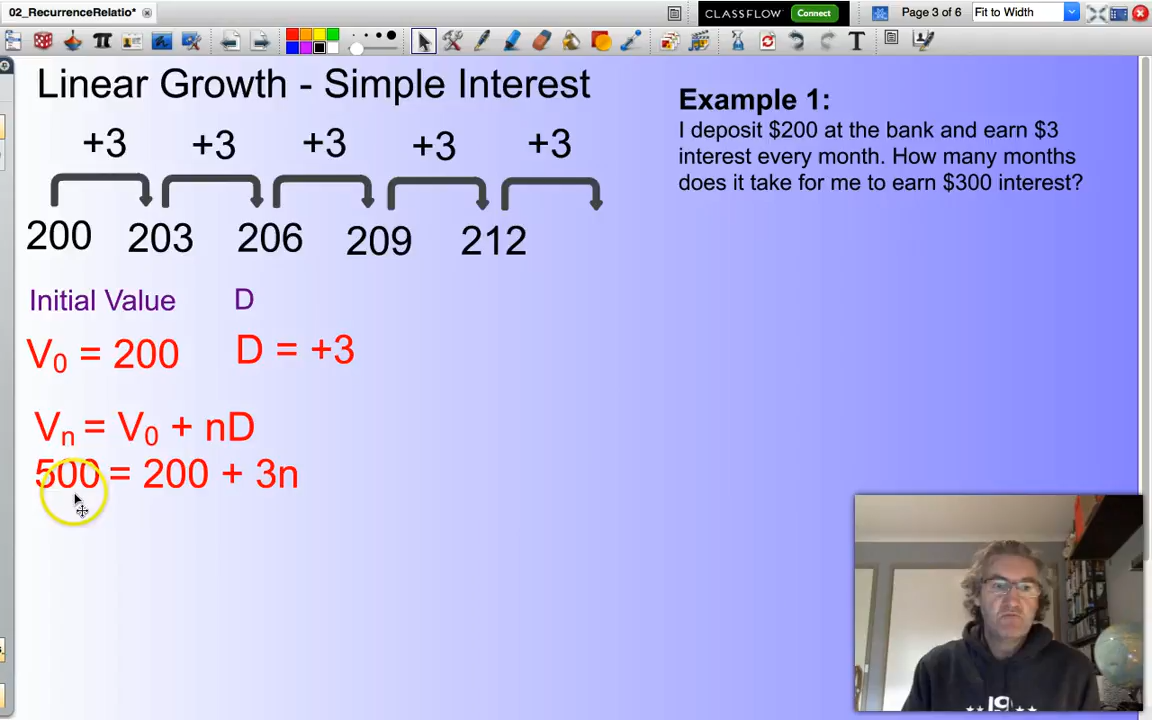 02_RecurrenceRelatio*
CLASSFLOW Connect
Page 3 of 6
Fit to Width
Linear Growth - Simple Interest
+3 +3 +3 +3 +3
200 203 206 209 212
Initial Value D
V₀ = 200 D = +3
Vₙ = V₀ + nD
500 = 200 + 3n
Example 1:
I deposit $200 at the bank and earn $3
interest every month. How many months
does it take for me to earn $300 interest?